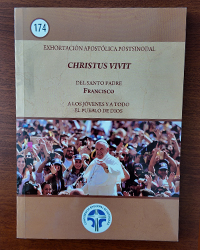 174
EXHORTACIÓN APOSTÓLICA POSTSINODAL
CHRISTUS VIVIT
DEL SANTO PADRE
FRANCISCO
A LOS JÓVENES Y A TODO
EL PUEBLO DE DIOS